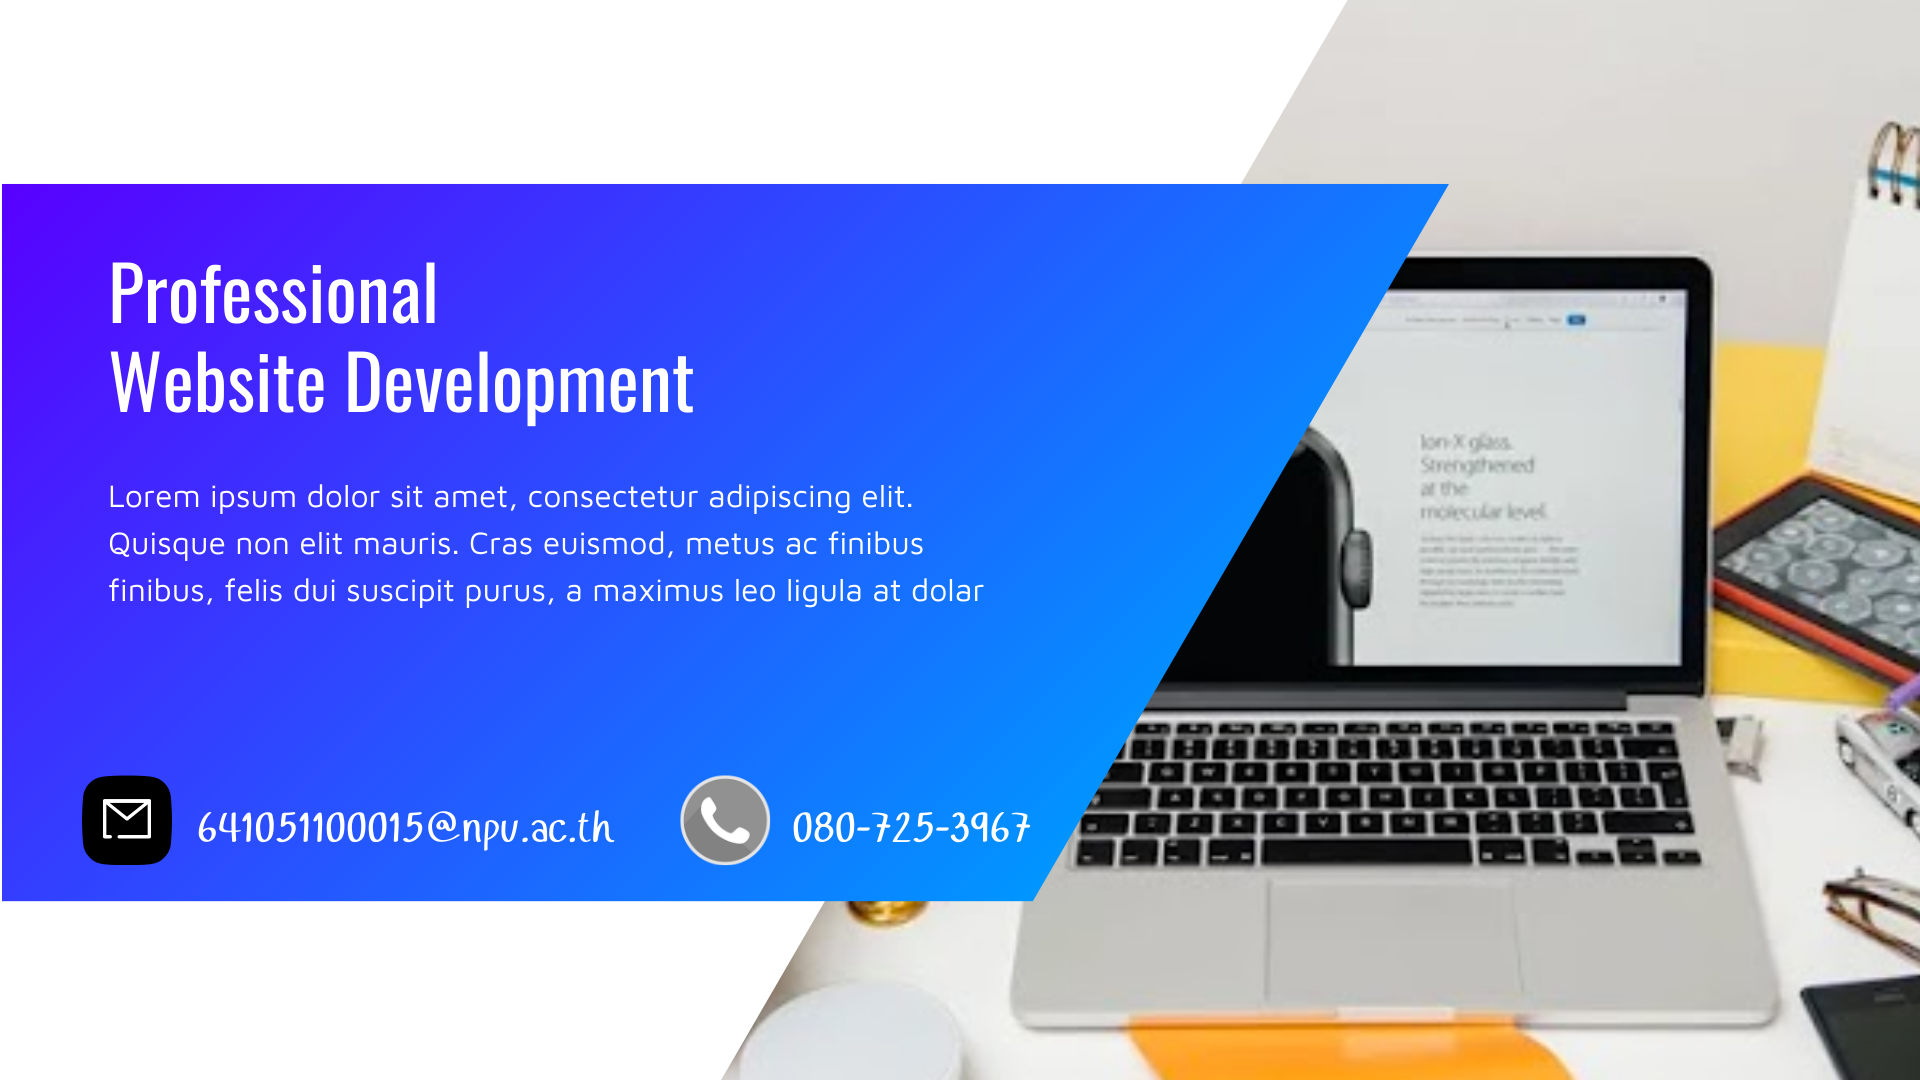 Professional
Website Development
Lorem ipsum dolor sit amet, consectetur adipiscing elit.
Quisque non elit mauris. Cras euismod, metus ac finibus
finibus, felis dui suscipit purus, a maximus leo ligula at dolar
641051100015@npu.ac.th
080-725-3967
Ion-X glass.
Strengthened
at the
molecular level.